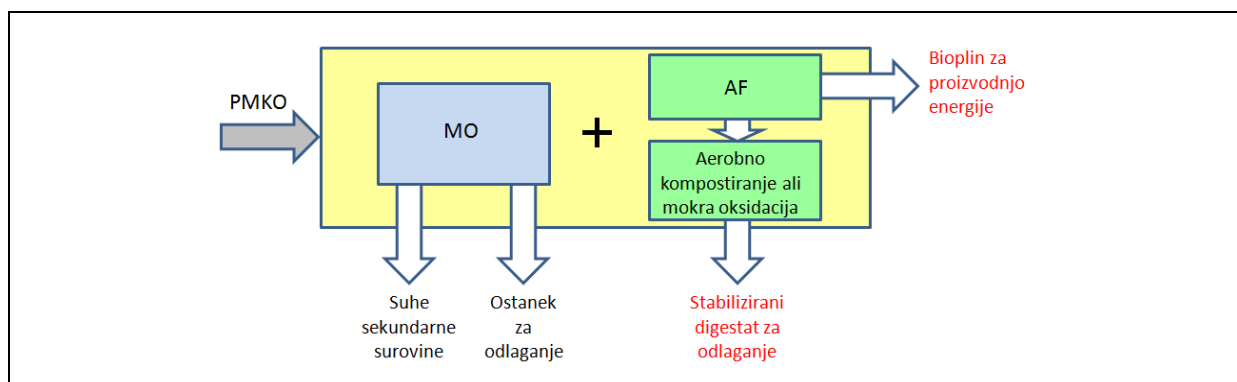 PMKO
MO
+
AF
Aerobno
kompostiranje ali
mokra oksidacija
Bioplin za
proizvodnjo
energije
Suhe
sekundarne
surovine
Ostanek
za
odlaganje
Stabilizirani
digestat za
odlaganje